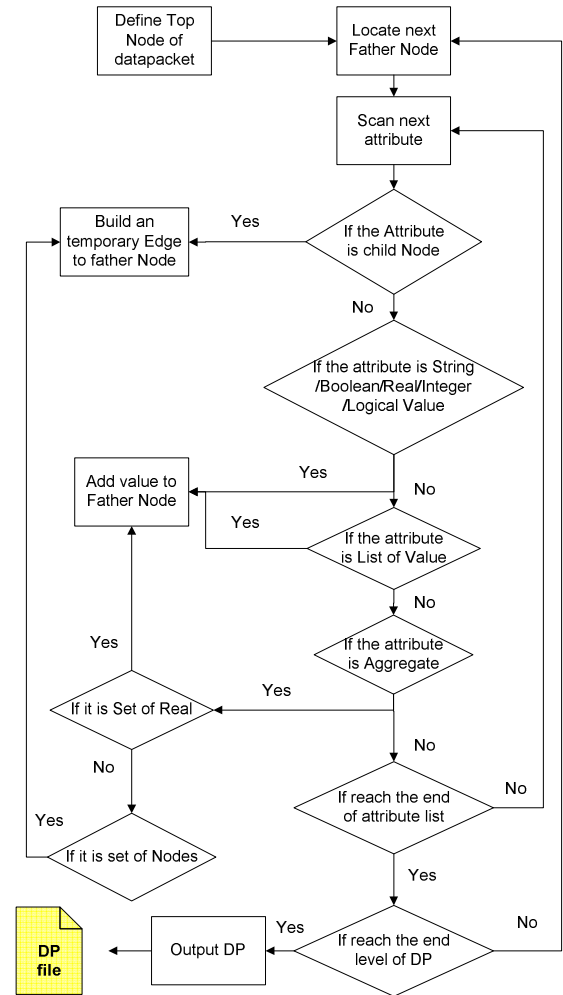 Define Top
Node of
datapacket
Locate next
Father Node
Scan next
attribute
Build an
temporary Edge
to father Node
Yes
If the Attribute
is child Node
No
If the attribute is String
/Boolean/Real/Integer
/Logical Value
Add value to
Father Node
Yes
No
Yes
If the attribute
is List of Value
No
If the attribute
is Aggregate
Yes
Yes
If it is Set of Real
No
No
If reach the end
of attribute list
No
Yes
If it is set of Nodes
Yes
DP
file
Output DP
Yes
If reach the end
level of DP
No